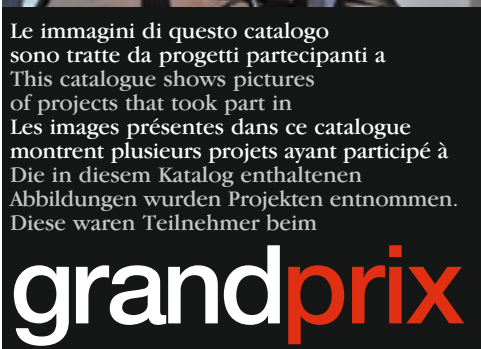 Le immagini di questo catalogo
sono tratte da progetti partecipanti a
This catalogue shows pictures
of projects that took part in
Les images présentes dans ce catalogue
montrent plusieurs projets ayant participé à
Die in diesem Katalog enthaltenen
Abbildungen wurden Projekten entnommen.
Diese waren Teilnehmer beim
grandprix